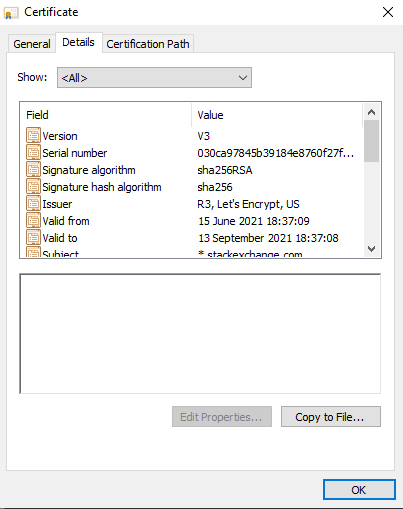 Certificate
General Details Certification Path
Show: <All>
Field Value
Version V3
Serial number 030ca97845b39184e8760f27f...
Signature algorithm sha256RSA
Signature hash algorithm sha256
Issuer R3, Let's Encrypt, US
Valid from 15 June 2021 18:37:09
Valid to 13 September 2021 18:37:08
Subject *.stackexchange.com
Edit Properties... Copy to File...
OK